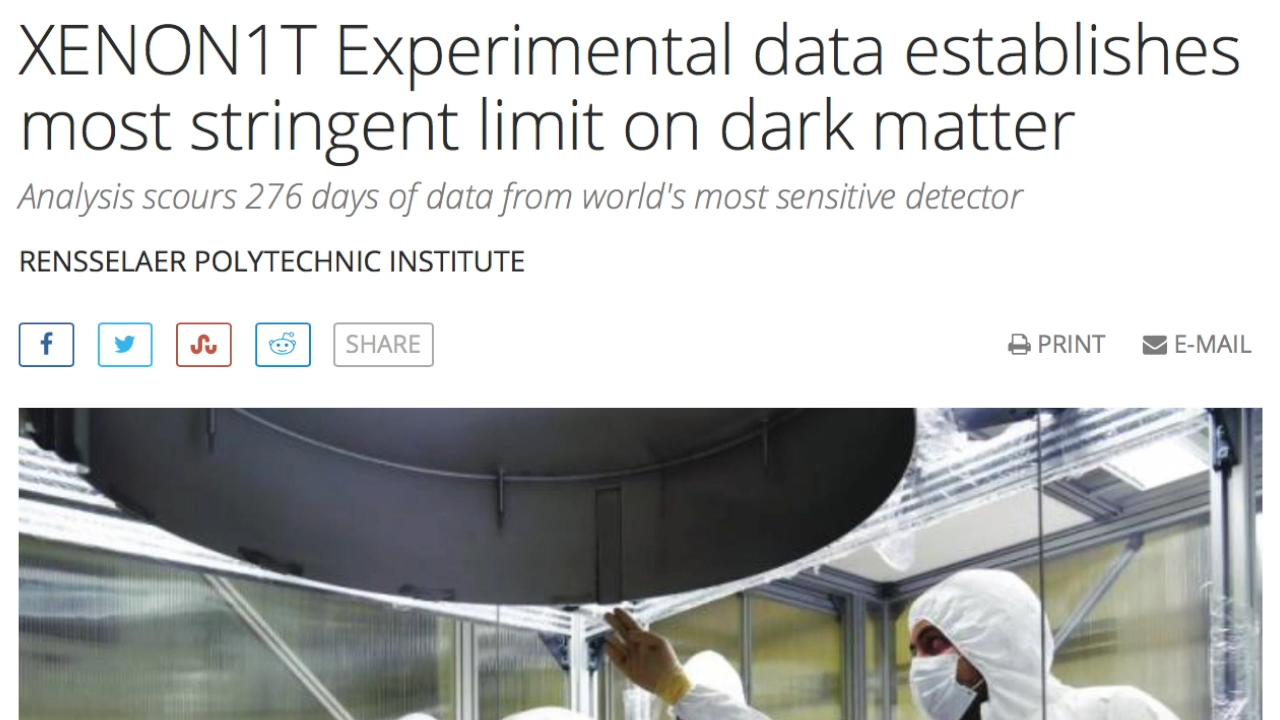 XENON1T Experimental data establishes
most stringent limit on dark matter
Analysis scours 276 days of data from world's most sensitive detector
RENSSELAER POLYTECHNIC INSTITUTE
SHARE PRINT E-MAIL